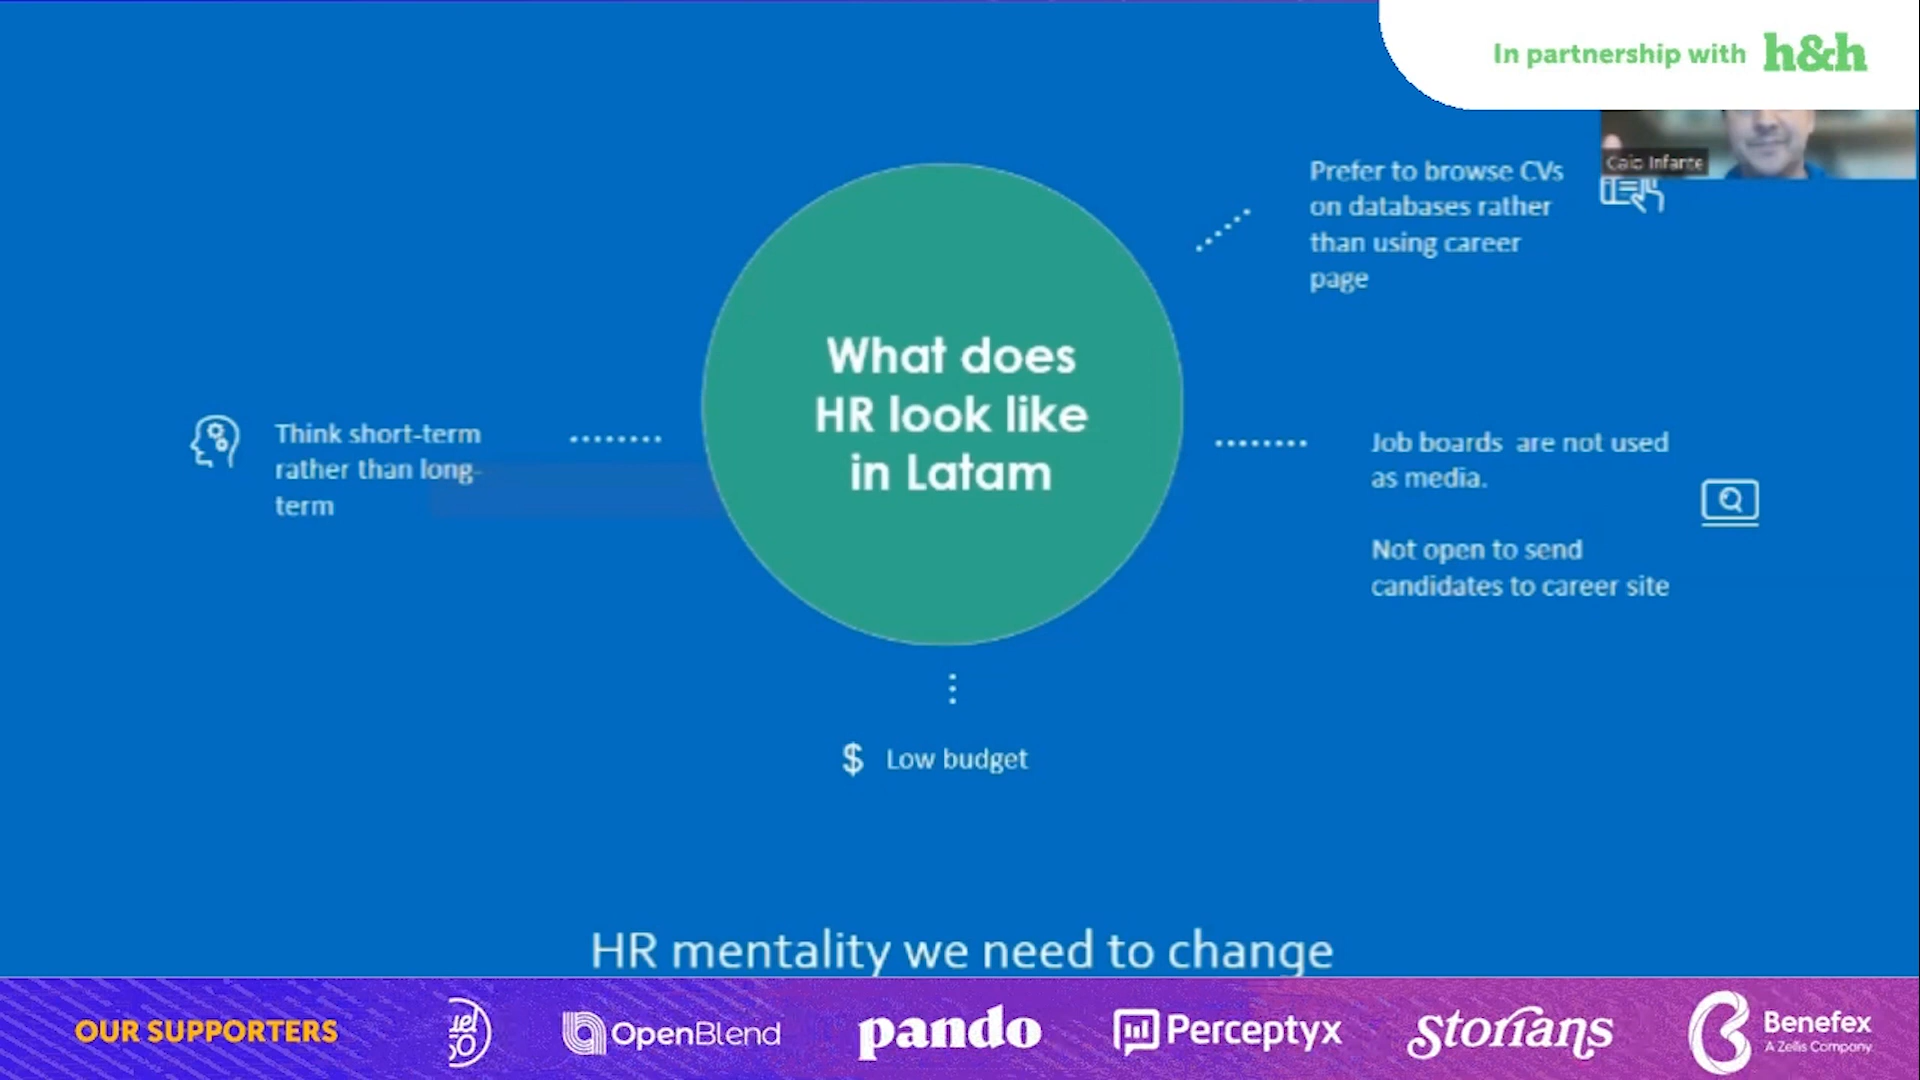 In partnership with h&h
Caio Infante
Prefer to browse CVs
on databases rather
than using career
page
What does
HR look like
in Latam
Think short-term
rather than long-
term
Job boards are not used
as media.
Not open to send
candidates to career site
$ Low budget
HR mentality we need to change
OUR SUPPORTERS
OpenBlend
pando
Perceptyx
Storians
Benefex
A Zellis Company